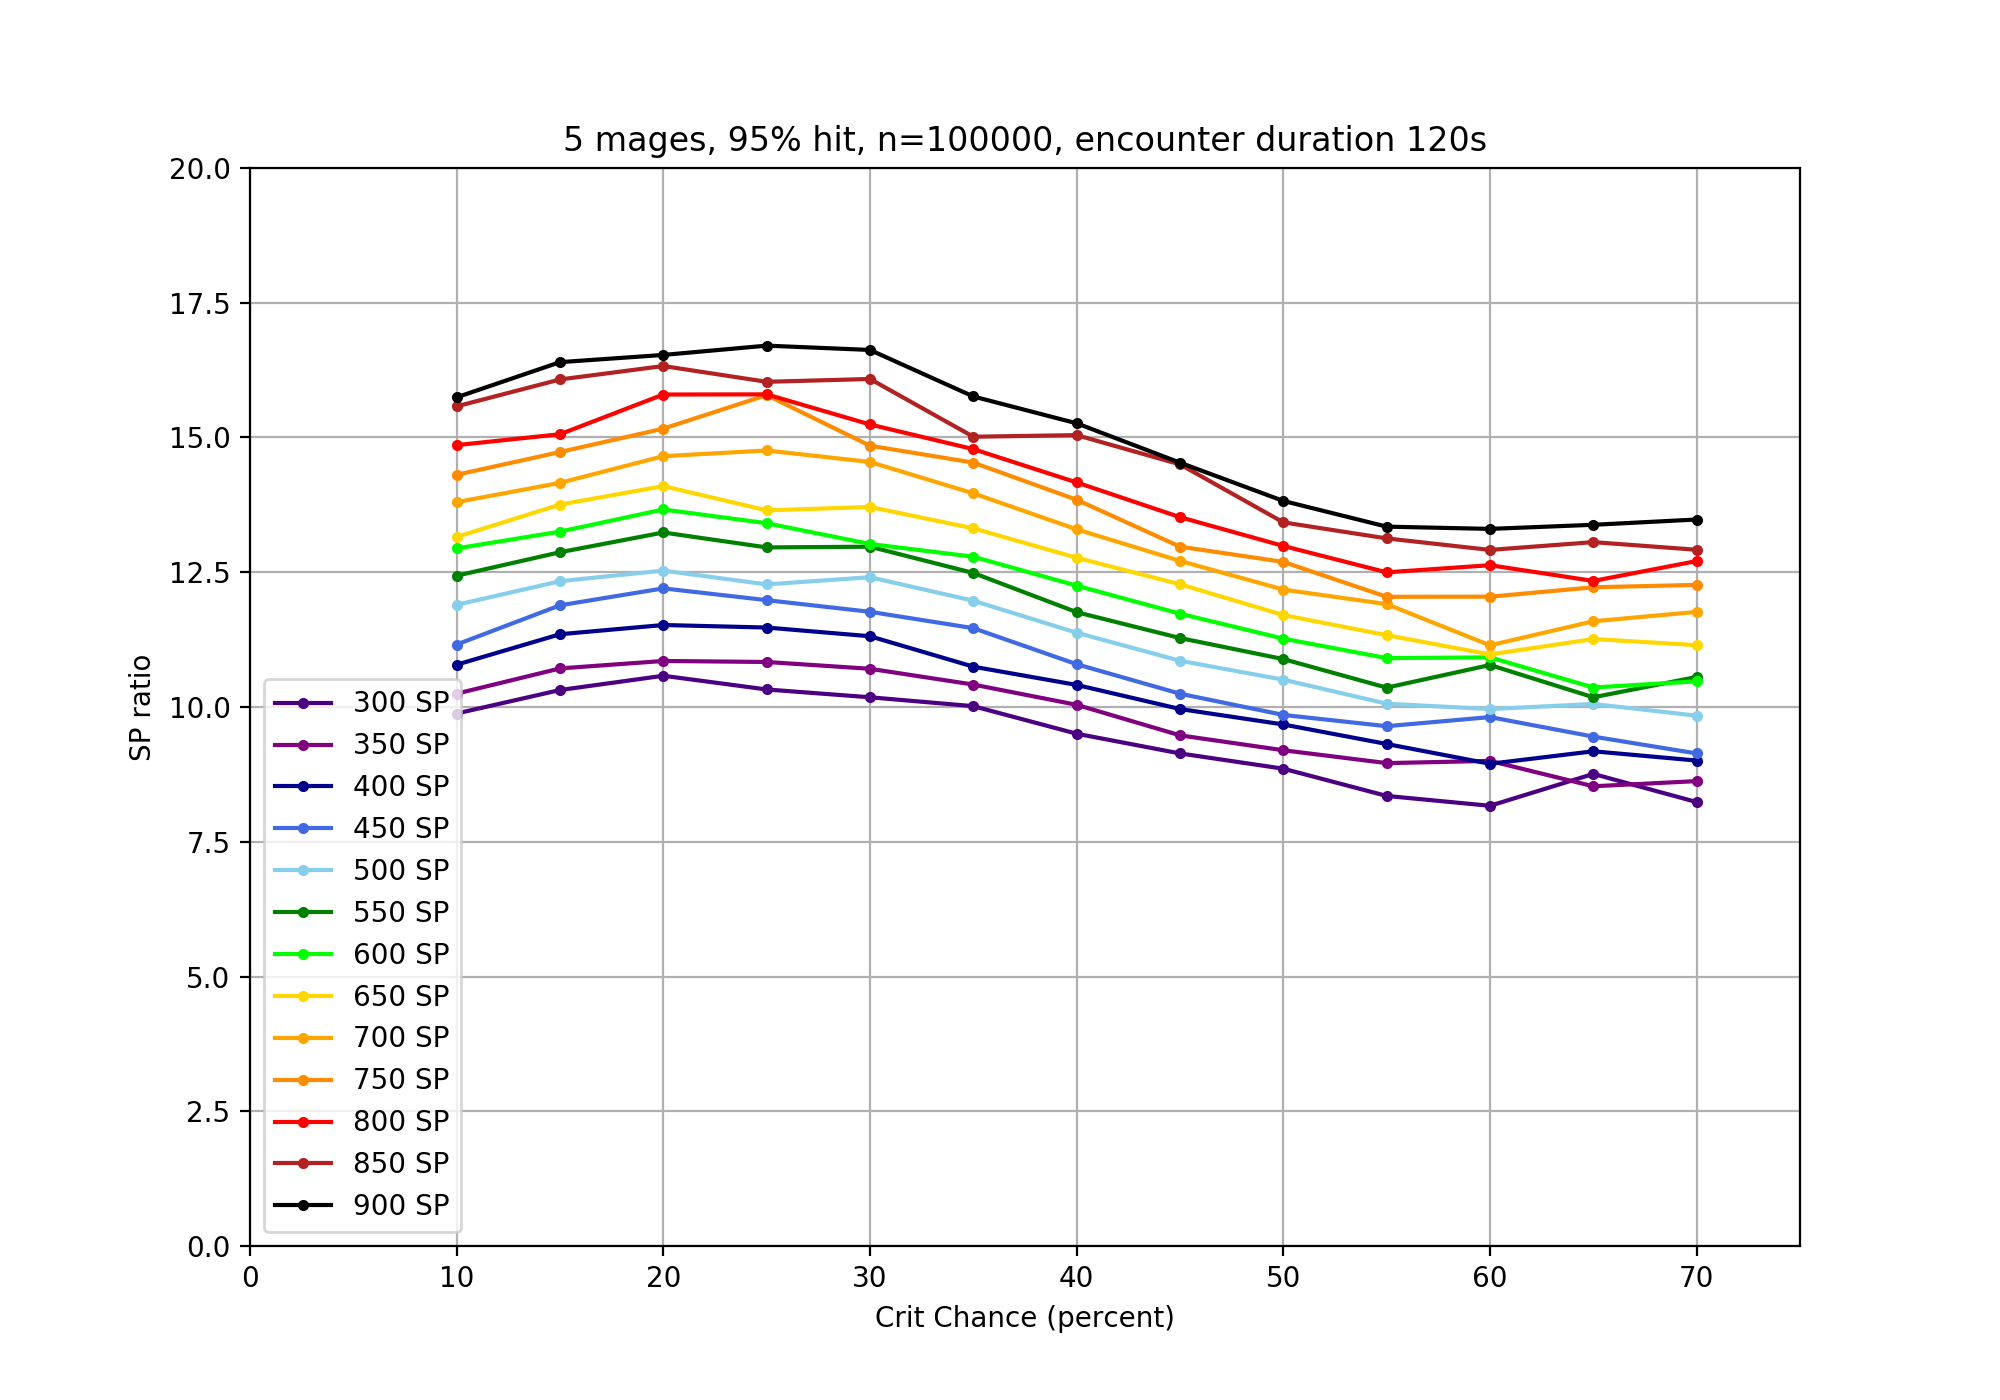 5 mages, 95% hit, n=100000, encounter duration 120s
20.0
17.5
15.0
12.5
10.0
7.5
5.0
2.5
0.0
SP ratio
300 SP
350 SP
400 SP
450 SP
500 SP
550 SP
600 SP
650 SP
700 SP
750 SP
800 SP
850 SP
900 SP
0 10 20 30 40 50 60 70
Crit Chance (percent)